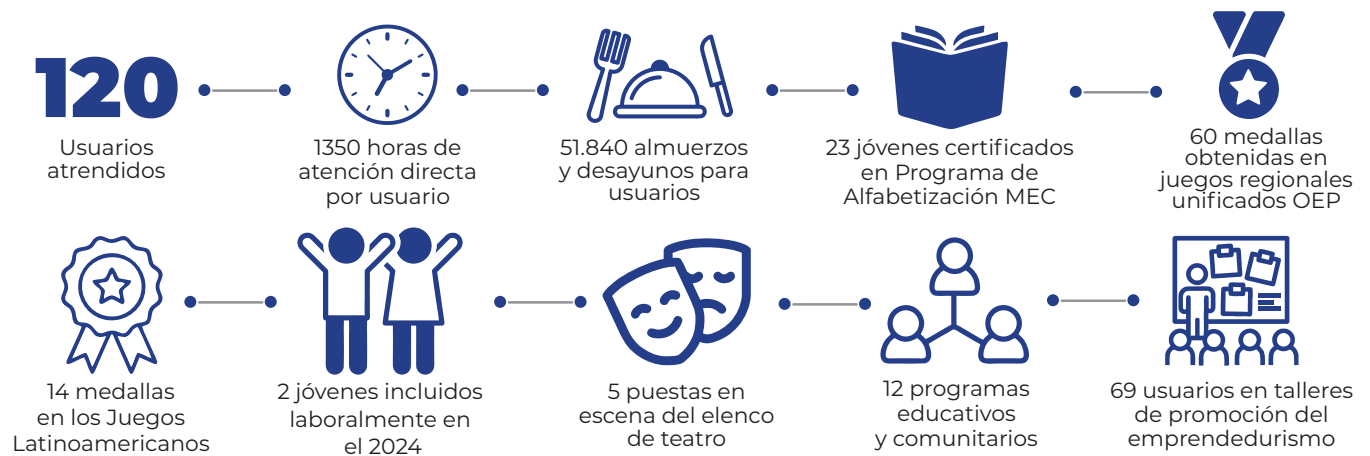 120
Usuarios
atrendidos
1350 horas de
atención directa
por usuario
51.840 almuerzos
y desayunos para
usuarios
23 jóvenes certificados
en Programa de
Alfabetización MEC
60 medallas
obtenidas en
juegos regionales
unificados OEP
14 medallas
en los Juegos
Latinoamericanos
2 jóvenes incluidos
laboralmente en
el 2024
5 puestas en
escena del elenco
de teatro
12 programas
educativos
y comunitarios
69 usuarios en talleres
de promoción del
emprendedurismo